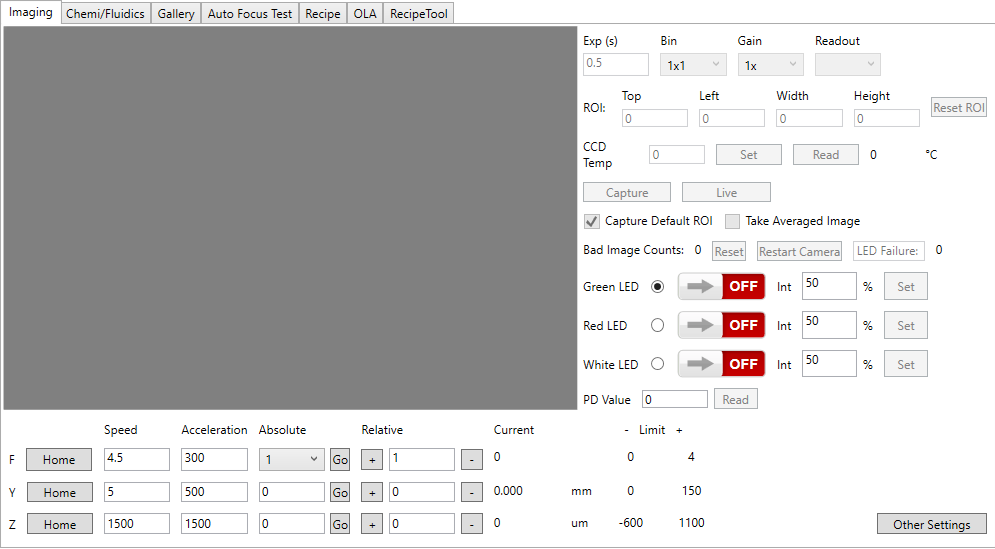 Imaging Chemi/Fluidics Gallery Auto Focus Test Recipe OLA RecipeTool
Exp (s) Bin Gain Readout
0.5 1x1 1x
Top Left Width Height
ROI: 0 0 0 0 Reset ROI
CCD Temp 0 Set Read 0 °C
Capture Live
Capture Default ROI Take Averaged Image
Bad Image Counts: 0 Reset Restart Camera LED Failure: 0
Green LED OFF Int 50 % Set
Red LED OFF Int 50 % Set
White LED OFF Int 50 % Set
PD Value 0 Read
Speed Acceleration Absolute Relative Current - Limit +
F Home 4.5 300 1 Go + 1 - 0 0 4
Y Home 5 500 0 Go + 0 - 0.000 mm 0 150
Z Home 1500 1500 0 Go + 0 - 0 um -600 1100
Other Settings